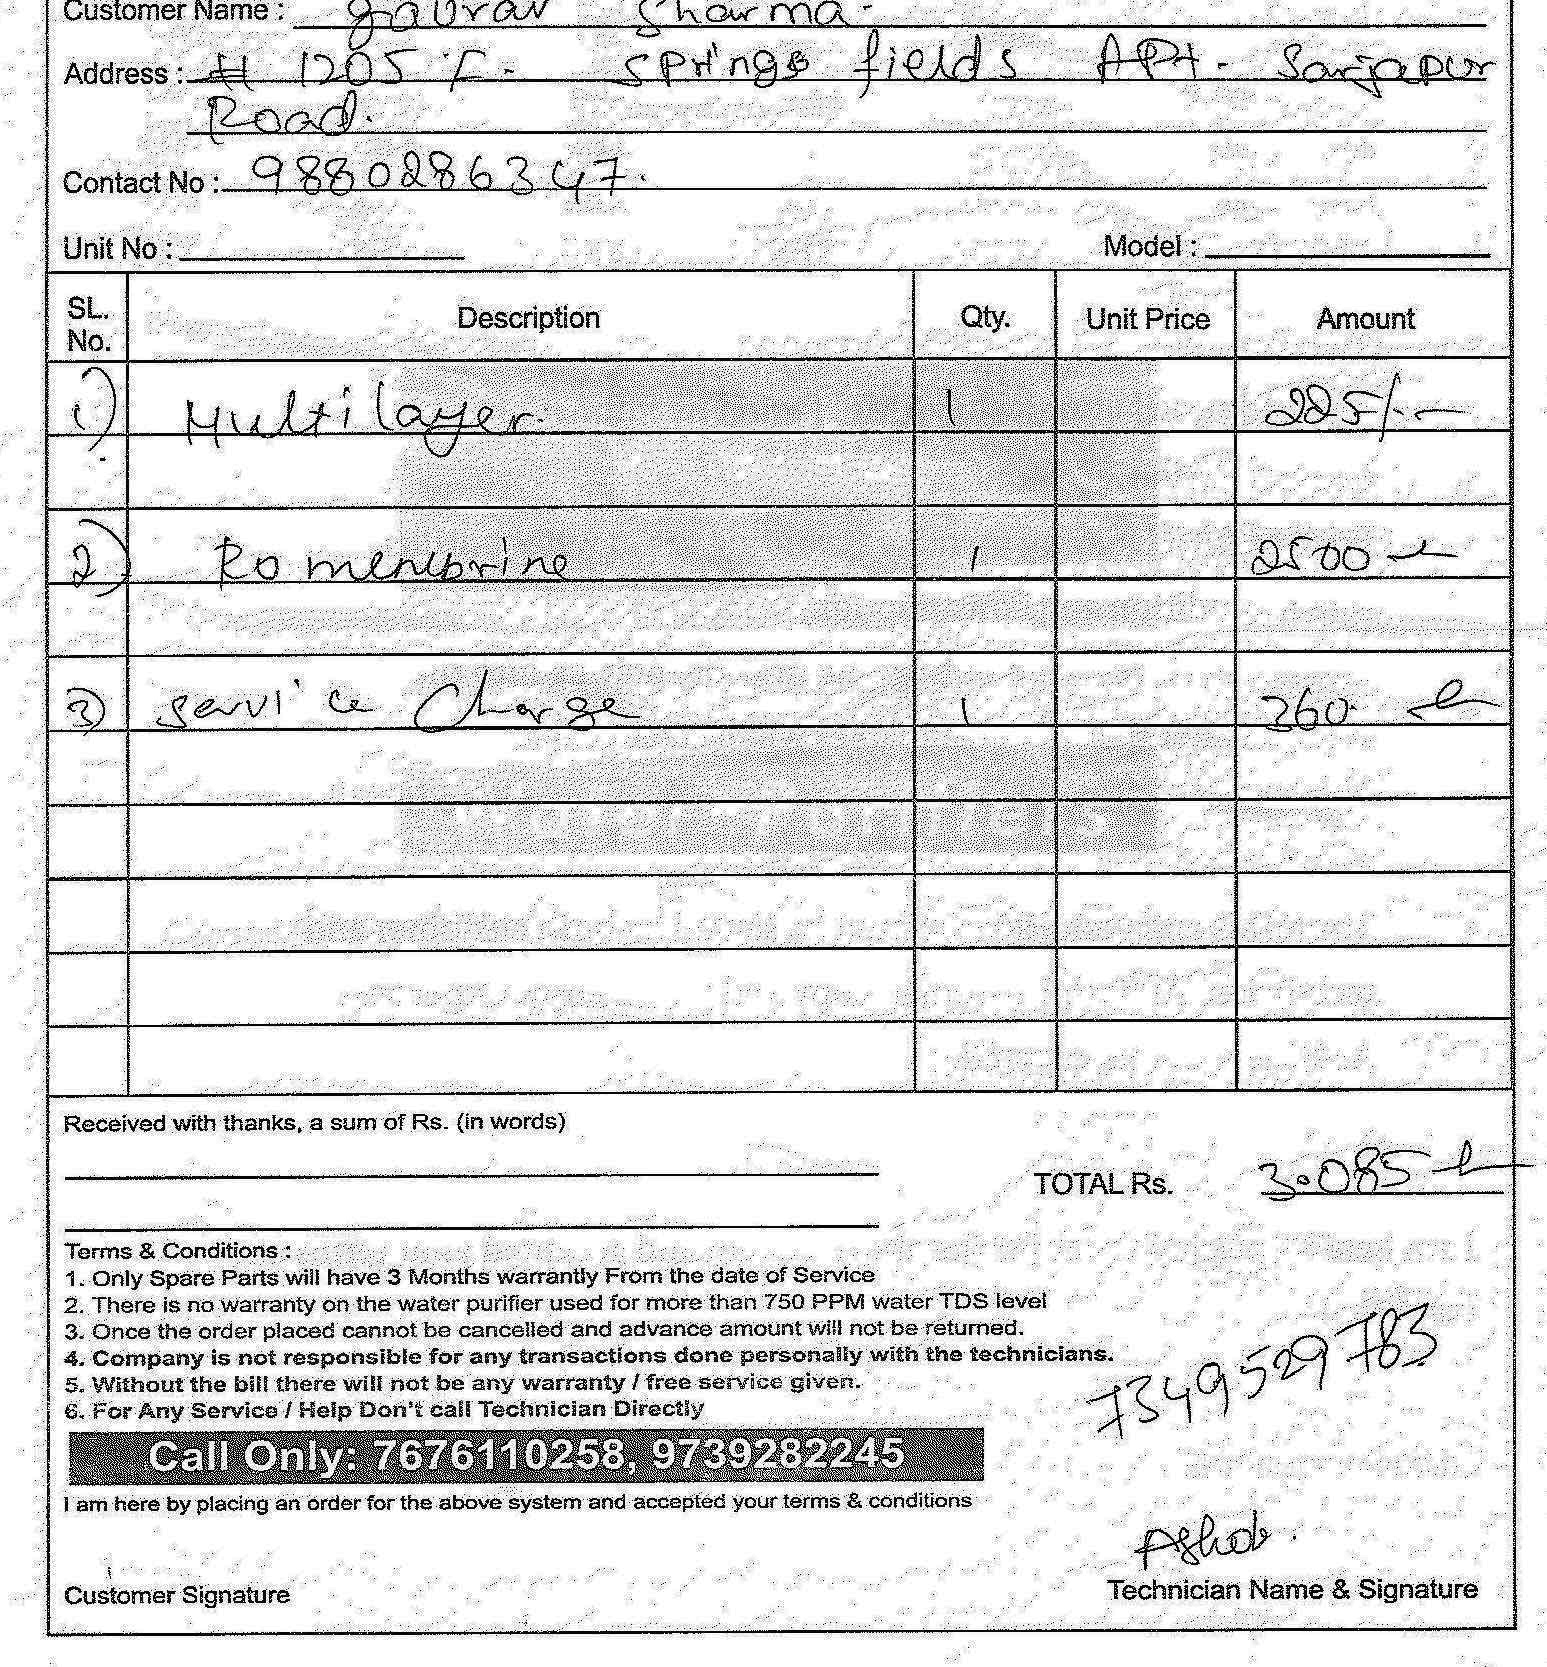 Customer Name : Gaurav Sharma.
Address : # 1205 F. Springs fields APt. Sarjapur
Road.
Contact No : 9880286347.
Unit No :
Model :
SL. No. Description Qty. Unit Price Amount
1) Multilayer. 1 225/.-
2) Ro menebrine 1 2500
3) service Charge 1 360
Received with thanks, a sum of Rs. (in words)
TOTAL Rs. 3.085
Terms & Conditions :
1. Only Spare Parts will have 3 Months warrantly From the date of Service
2. There is no warranty on the water purifier used for more than 750 PPM water TDS level
3. Once the order placed cannot be cancelled and advance amount will not be returned.
4. Company is not responsible for any transactions done personally with the technicians.
5. Without the bill there will not be any warranty / free service given.
6. For Any Service / Help Don't call Technician Directly
7349529783
Call Only: 7676110258, 9739282245
I am here by placing an order for the above system and accepted your terms & conditions
Ashok.
Customer Signature
Technician Name & Signature